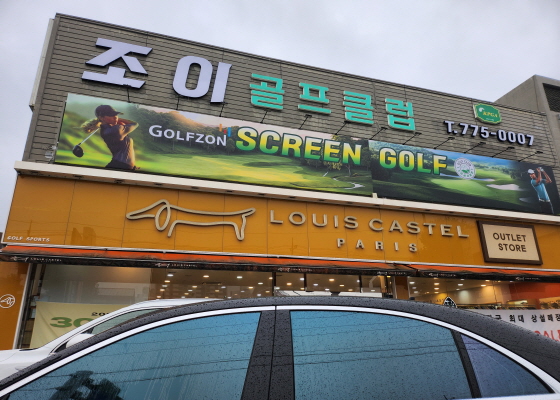 조이 골프클럽
T.775-0007
GOLFZON SCREEN GOLF
LOUIS CASTEL
PARIS
OUTLET
STORE
GOLF SPORTS